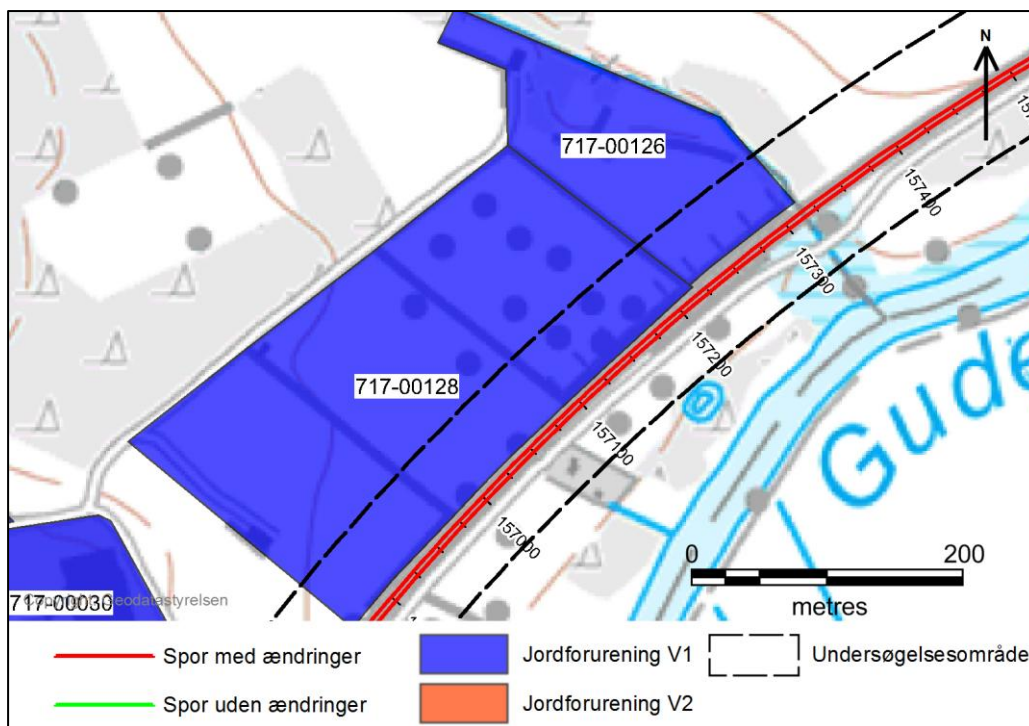 N
717-00126
157400
157300
717-00128
157200
157100
157000
Gude
0 200
metres
717-00030
Geodatastyrelsen
Spor med ændringer
Jordforurening V1
Undersøgelsesområde
Spor uden ændringer
Jordforurening V2